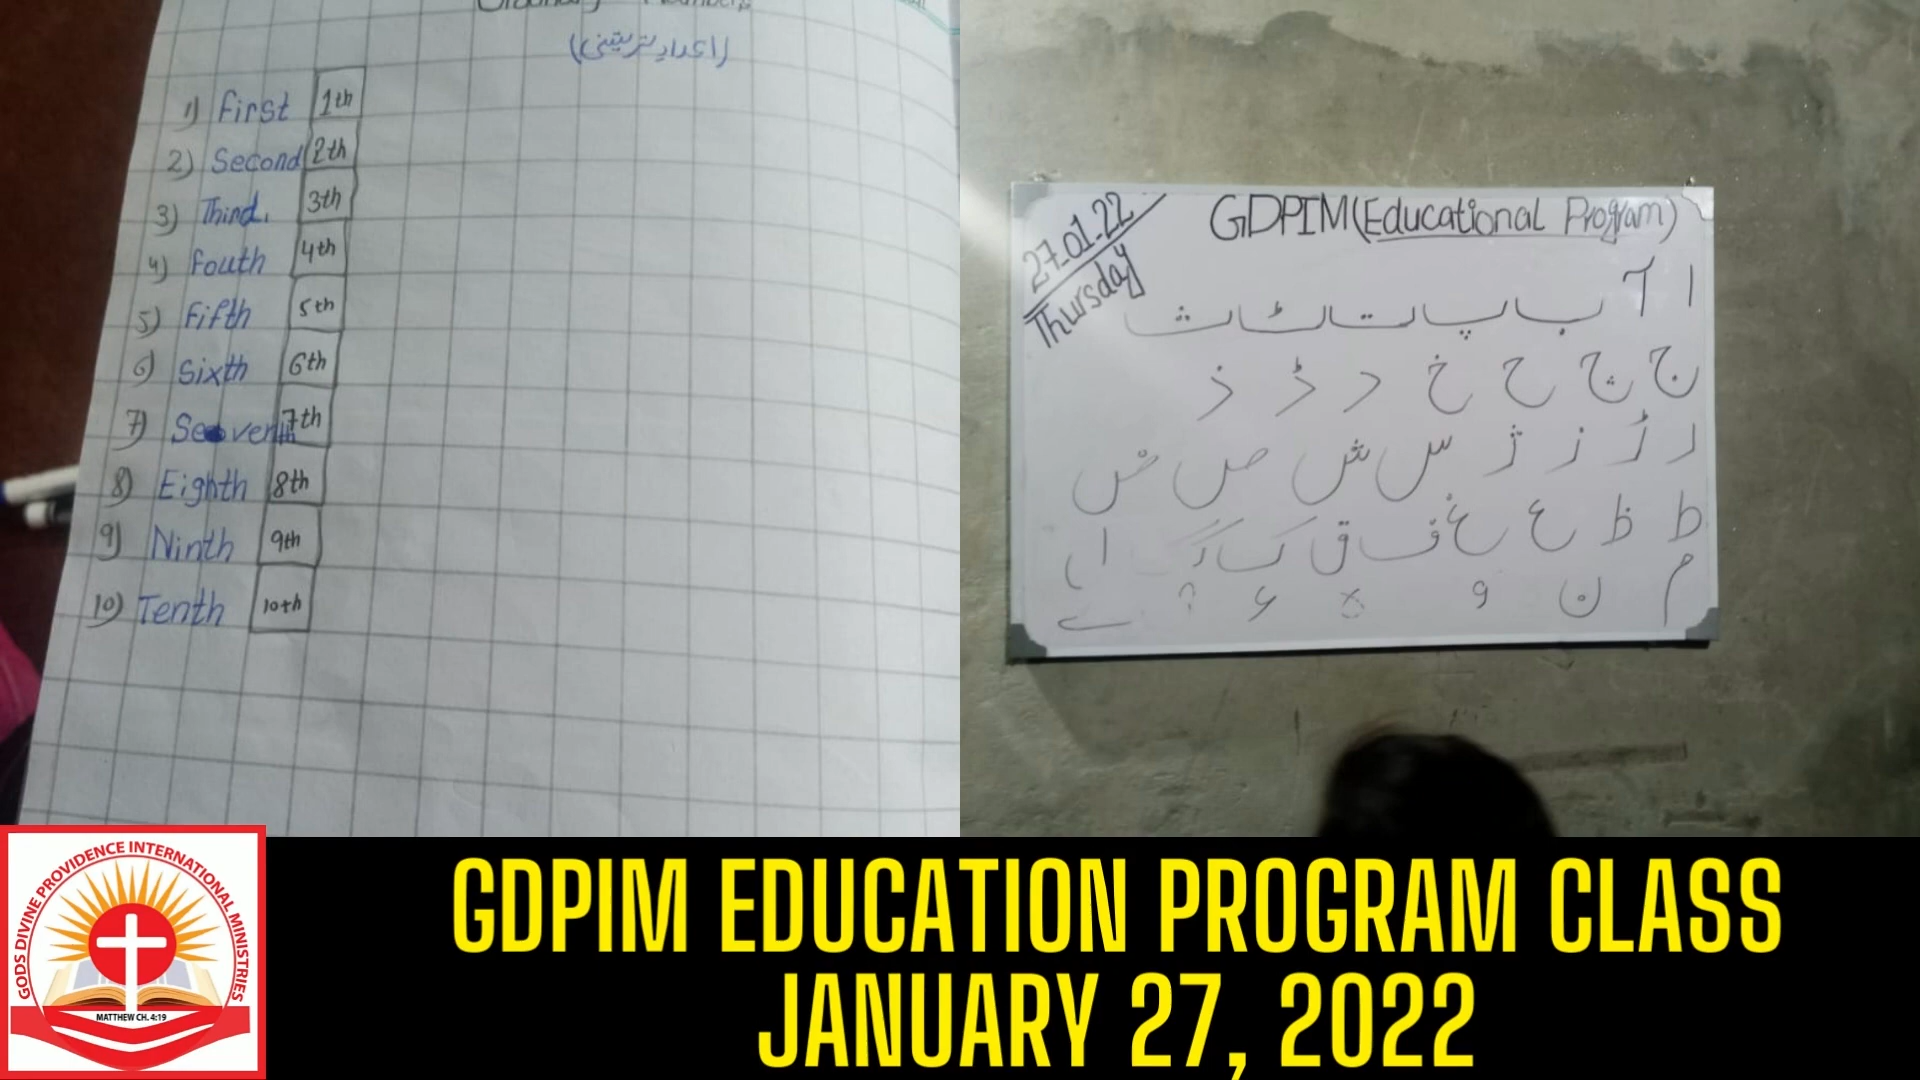 Numbers
(اعداد ترتیبی)
1) First 1th
2) Second 2th
3) Third. 3th
4) Fouth 4th
5) Fifth 5th
6) Sixth 6th
7) Seventh 7th
8) Eighth 8th
9) Ninth 9th
10) Tenth 10th
27-01-22
Thursday
GDPIM (Educational Program)
ا آ ب پ ت ٹ ث
ج چ ح خ د ڈ ذ
ر ڑ ز ژ س ش ص ض
ط ظ ع غ ف ق ک گ ل
م ن و ء ے
GODS DIVINE PROVIDENCE INTERNATIONAL MINISTRIES
MATTHEW CH. 4:19
GDPIM EDUCATION PROGRAM CLASS
JANUARY 27, 2022